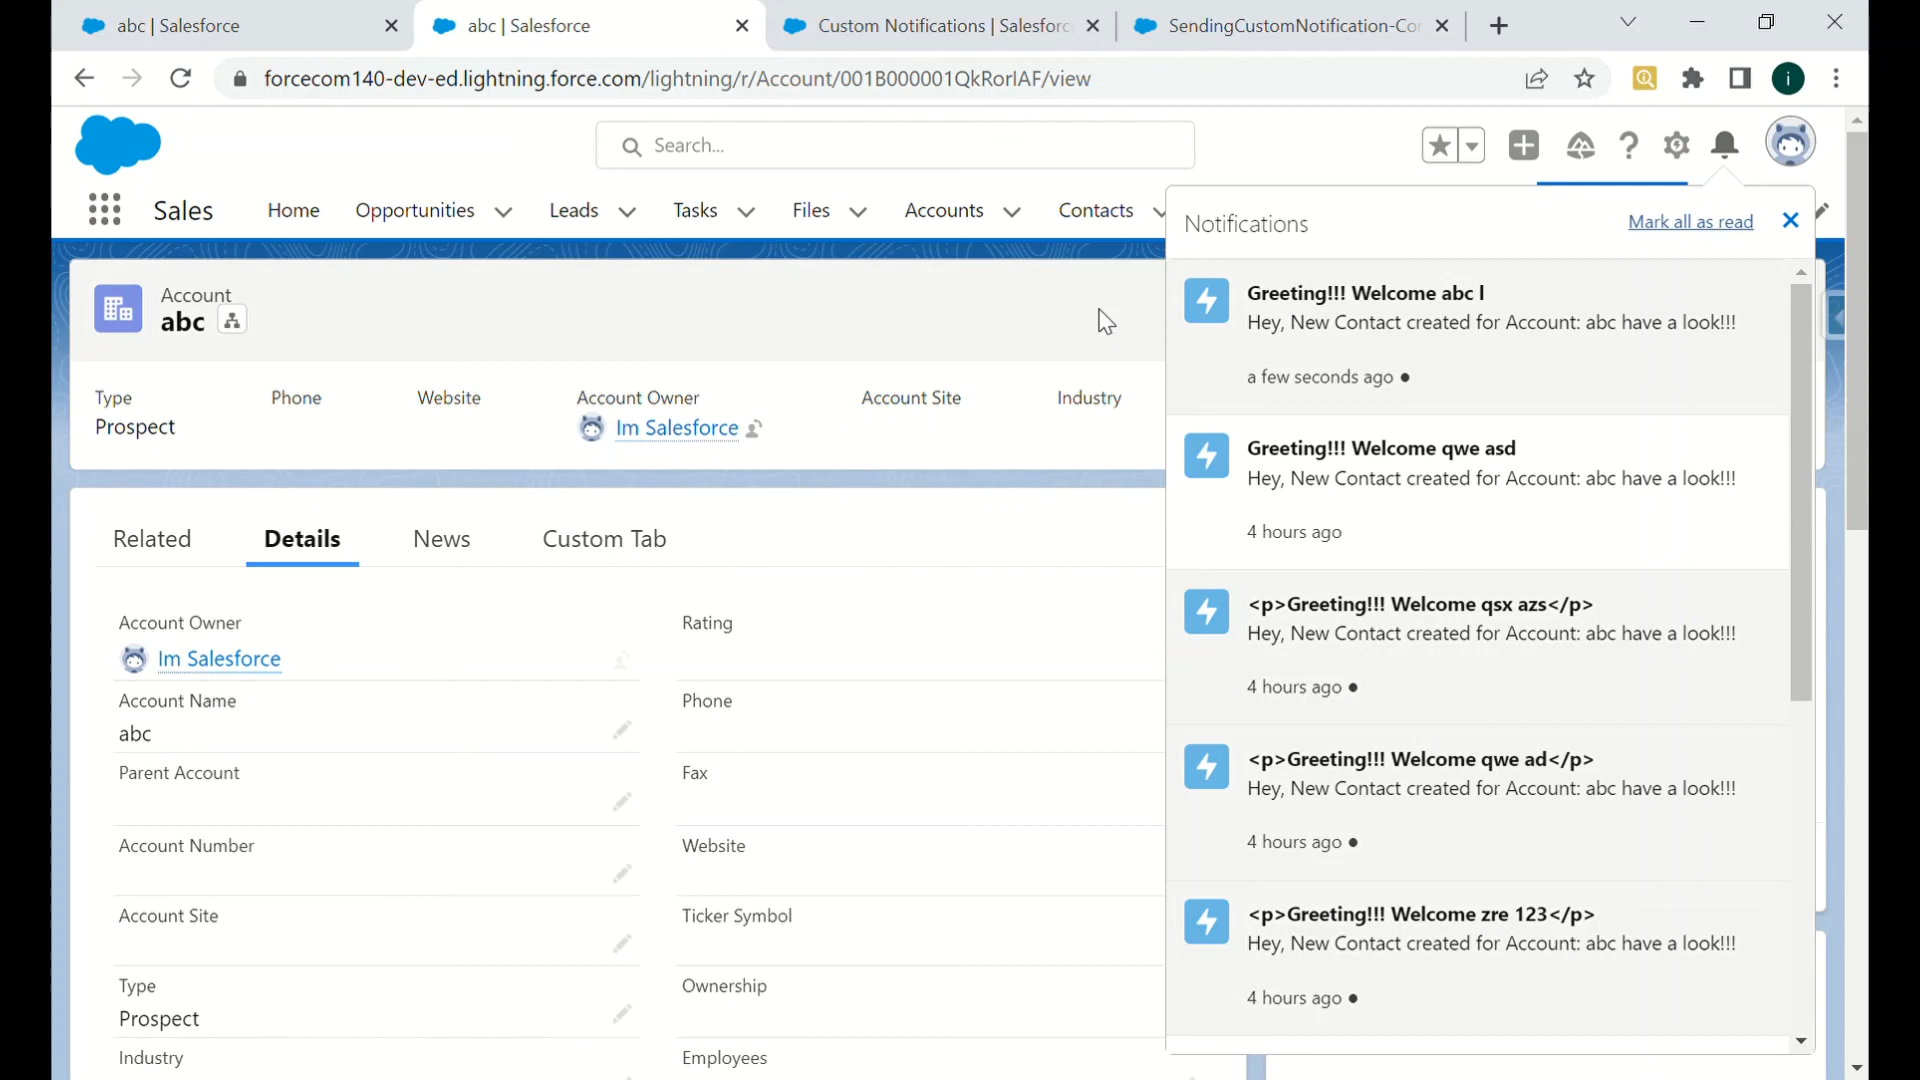 abc | Salesforce
abc | Salesforce
Custom Notifications | Salesforc
SendingCustomNotification-Cor
forcecom140-dev-ed.lightning.force.com/lightning/r/Account/001B000001QkRorIAF/view
i
Search...
Sales
Home
Opportunities
Leads
Tasks
Files
Accounts
Contacts
Notifications
Mark all as read
Account
abc
Type
Phone
Website
Account Owner
Account Site
Industry
Prospect
Im Salesforce
Related
Details
News
Custom Tab
Account Owner
Im Salesforce
Rating
Account Name
abc
Phone
Parent Account
Fax
Account Number
Website
Account Site
Ticker Symbol
Type
Prospect
Ownership
Industry
Employees
Greeting!!! Welcome abc l
Hey, New Contact created for Account: abc have a look!!!
a few seconds ago
Greeting!!! Welcome qwe asd
Hey, New Contact created for Account: abc have a look!!!
4 hours ago
<p>Greeting!!! Welcome qsx azs</p>
Hey, New Contact created for Account: abc have a look!!!
4 hours ago
<p>Greeting!!! Welcome qwe ad</p>
Hey, New Contact created for Account: abc have a look!!!
4 hours ago
<p>Greeting!!! Welcome zre 123</p>
Hey, New Contact created for Account: abc have a look!!!
4 hours ago